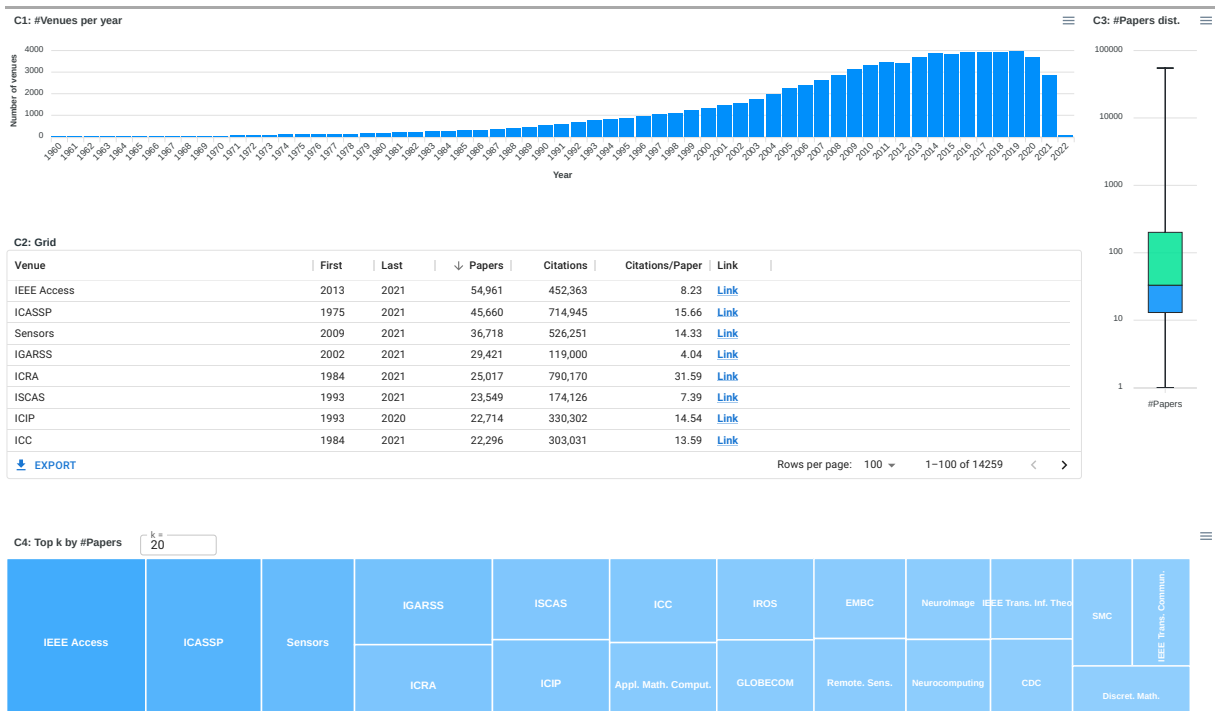 C1: #Venues per year
C3: #Papers dist.
Number of venues
4000
3000
2000
1000
0
1960 1961 1962 1963 1964 1965 1966 1967 1968 1969 1970 1971 1972 1973 1974 1975 1976 1977 1978 1979 1980 1981 1982 1983 1984 1985 1986 1987 1988 1989 1990 1991 1992 1993 1994 1995 1996 1997 1998 1999 2000 2001 2002 2003 2004 2005 2006 2007 2008 2009 2010 2011 2012 2013 2014 2015 2016 2017 2018 2019 2020 2021 2022
Year
100000
10000
1000
100
10
1
#Papers
C2: Grid
Venue First Last Papers Citations Citations/Paper Link
IEEE Access 2013 2021 54,961 452,363 8.23 Link
ICASSP 1975 2021 45,660 714,945 15.66 Link
Sensors 2009 2021 36,718 526,251 14.33 Link
IGARSS 2002 2021 29,421 119,000 4.04 Link
ICRA 1984 2021 25,017 790,170 31.59 Link
ISCAS 1993 2021 23,549 174,126 7.39 Link
ICIP 1993 2020 22,714 330,302 14.54 Link
ICC 1984 2021 22,296 303,031 13.59 Link
EXPORT
Rows per page: 100 1–100 of 14259
C4: Top k by #Papers
k =
20
IEEE Access
ICASSP
Sensors
IGARSS
ICRA
ISCAS
ICIP
ICC
Appl. Math. Comput.
IROS
GLOBECOM
EMBC
Remote. Sens.
NeuroImage
Neurocomputing
IEEE Trans. Inf. Theo
CDC
SMC
IEEE Trans. Commun.
Discret. Math.